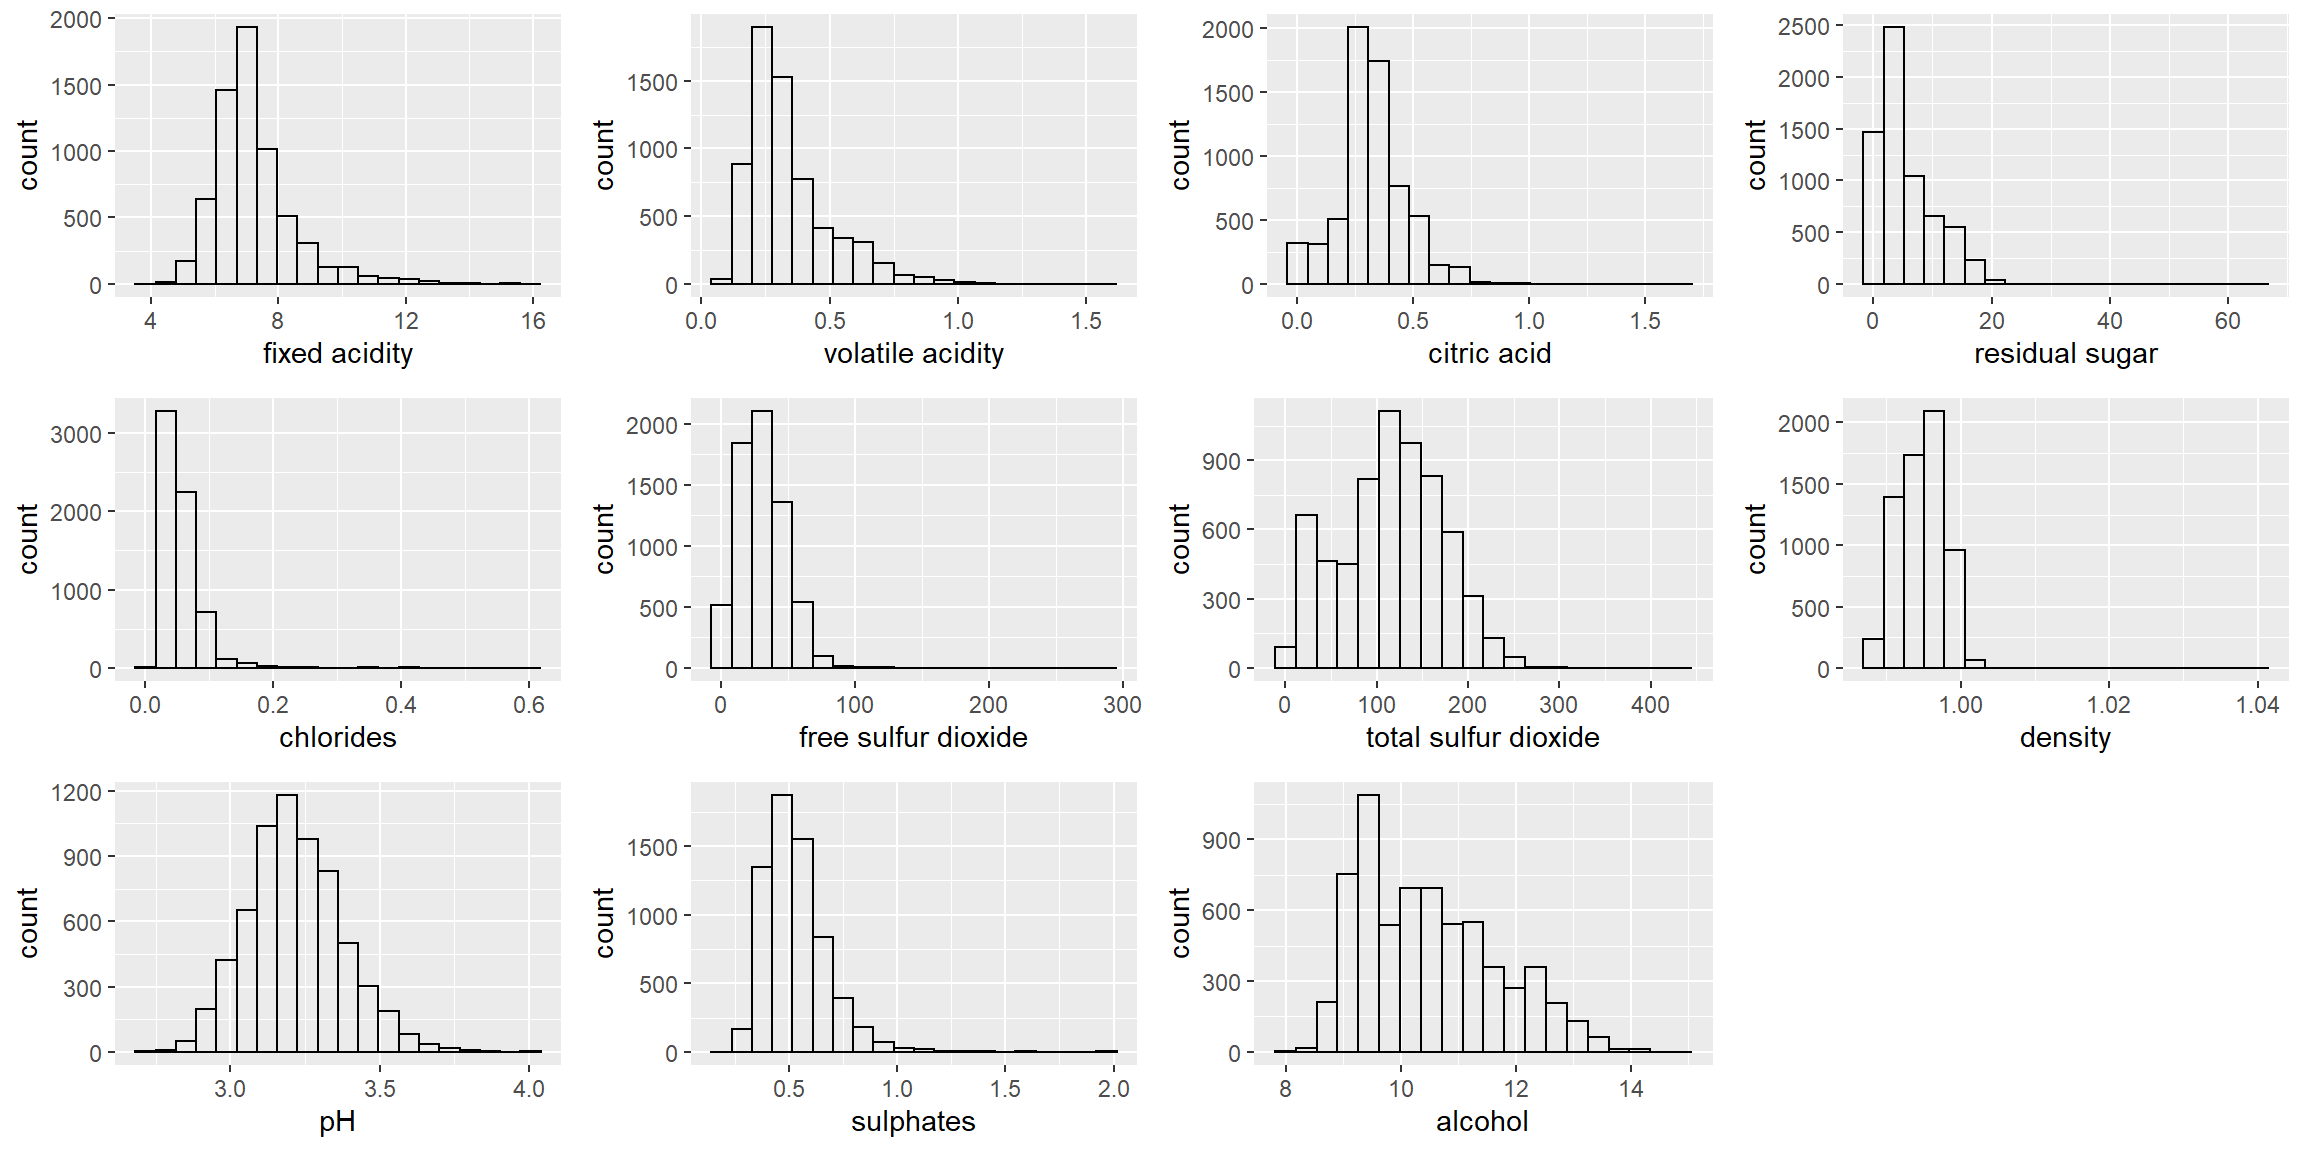 count
2000
1500
1000
500
0
4 8 12 16
fixed acidity
count
1500
1000
500
0
0.0 0.5 1.0 1.5
volatile acidity
count
2000
1500
1000
500
0
0.0 0.5 1.0 1.5
citric acid
count
2500
2000
1500
1000
500
0
0 20 40 60
residual sugar
count
3000
2000
1000
0
0.0 0.2 0.4 0.6
chlorides
count
2000
1500
1000
500
0
0 100 200 300
free sulfur dioxide
count
900
600
300
0
0 100 200 300 400
total sulfur dioxide
count
2000
1500
1000
500
0
1.00 1.02 1.04
density
count
1200
900
600
300
0
3.0 3.5 4.0
pH
count
1500
1000
500
0
0.5 1.0 1.5 2.0
sulphates
count
900
600
300
0
8 10 12 14
alcohol